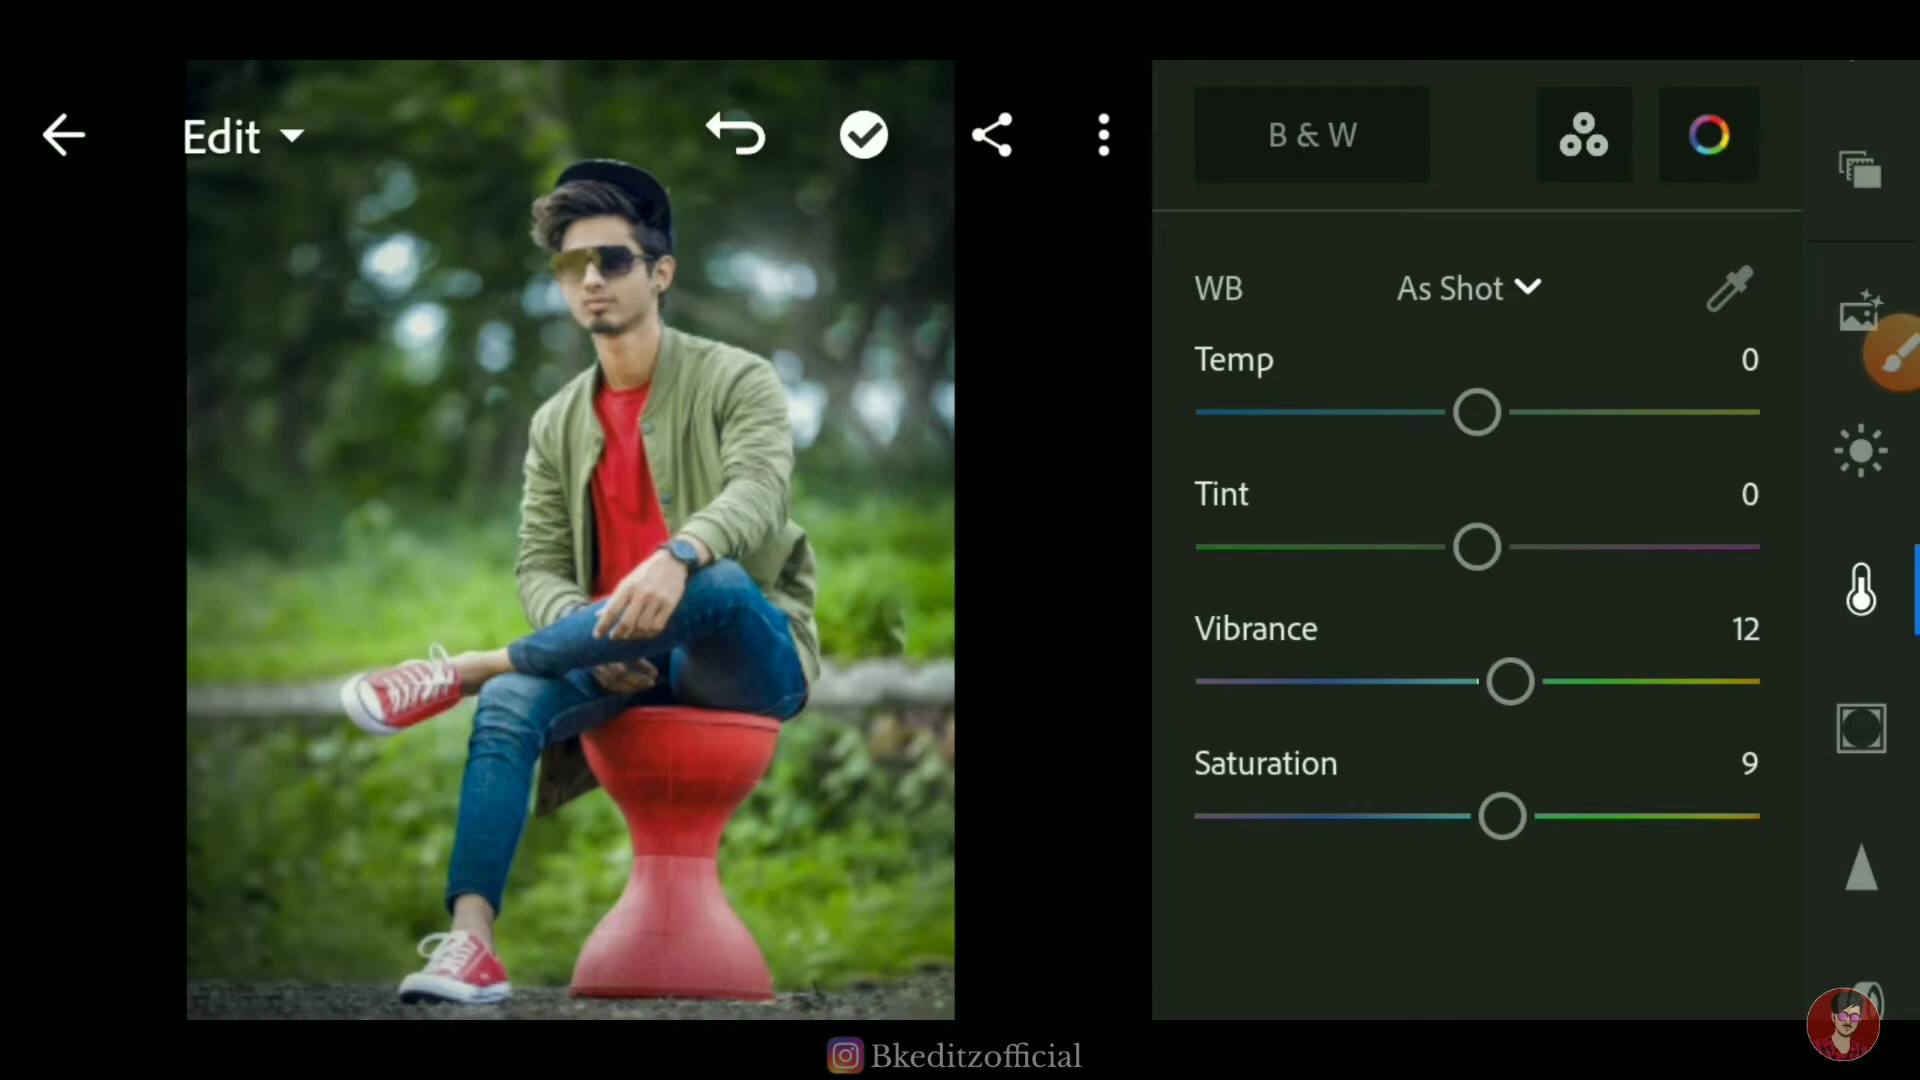 Edit
B & W
WB As Shot
Temp 0
Tint 0
Vibrance 12
Saturation 9
Bkeditzofficial